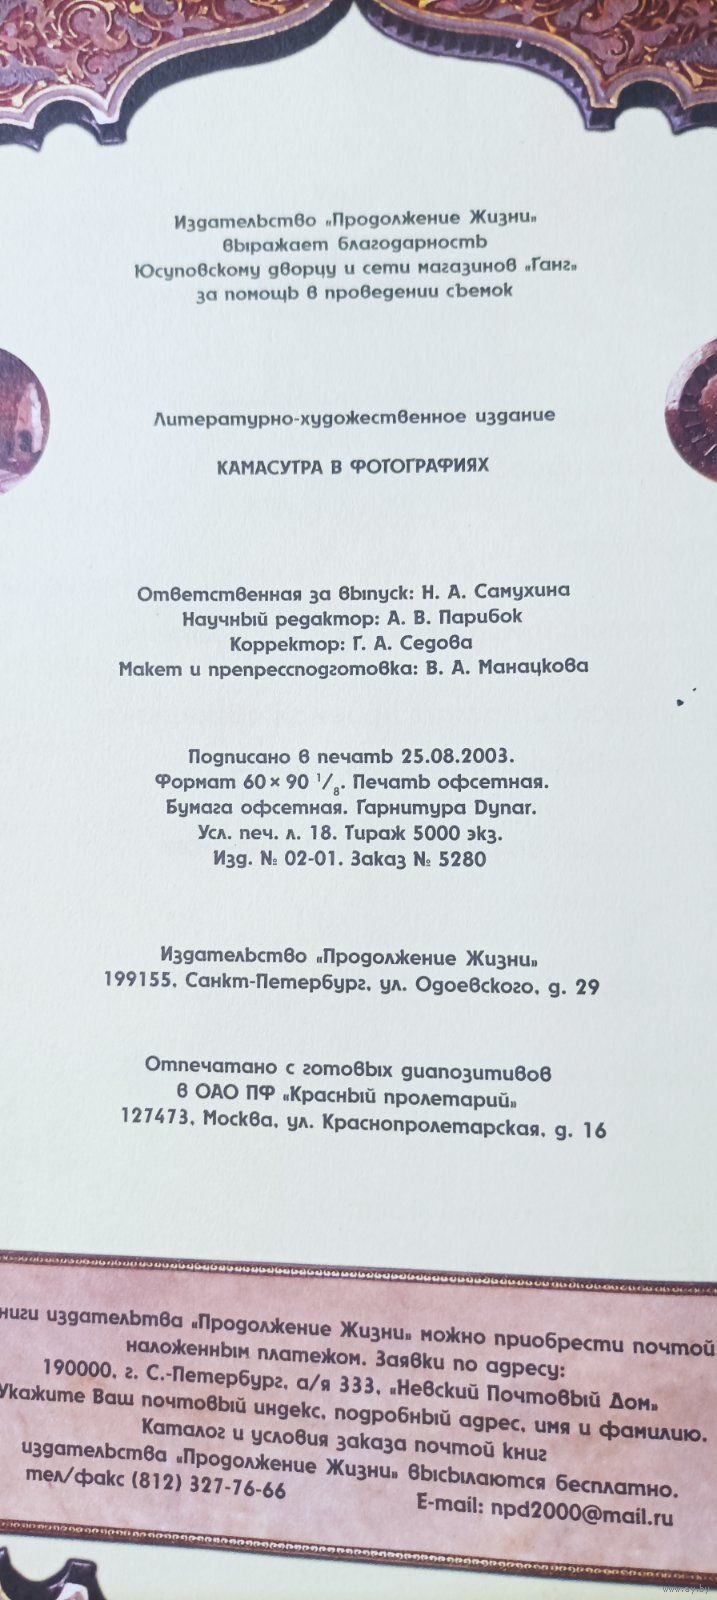 Издательство «Продолжение Жизни»
выражает благодарность
Юсуповскому дворцу и сети магазинов «Ганг»
за помощь в проведении съемок
Литературно-художественное издание
КАМАСУТРА В ФОТОГРАФИЯХ
Ответственная за выпуск: Н. А. Самухина
Научный редактор: А. В. Парибок
Корректор: Г. А. Седова
Макет и препрессподготовка: В. А. Манацкова
Подписано в печать 25.08.2003.
Формат 60 × 90 1/8. Печать офсетная.
Бумага офсетная. Гарнитура Dynar.
Усл. печ. л. 18. Тираж 5000 экз.
Изд. № 02-01. Заказ № 5280
Издательство «Продолжение Жизни»
199155, Санкт-Петербург, ул. Одоевского, д. 29
Отпечатано с готовых диапозитивов
в ОАО ПФ «Красный пролетарий»
127473, Москва, ул. Краснопролетарская, д. 16
ниги издательтва «Продолжение Жизни» можно приобрести почтой
наложенным платежом. Заявки по адресу:
190000, г. С.-Петербург, а/я 333, «Невский Почтовый Дом»
Укажите Ваш почтовый индекс, подробный адрес, имя и фамилию.
Каталог и условия заказа почтой книг
издательства «Продолжение Жизни» высылаются бесплатно.
тел/факс (812) 327-76-66
E-mail: npd2000@mail.ru
www.ay.by